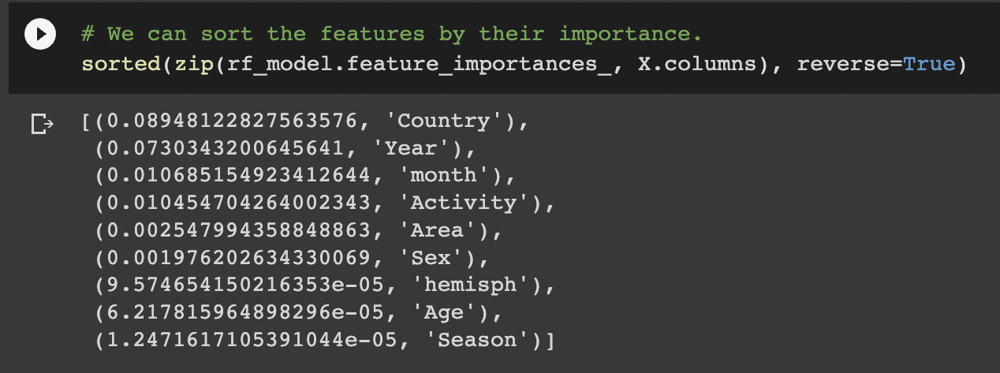 # We can sort the features by their importance.
sorted(zip(rf_model.feature_importances_, X.columns), reverse=True)
[(0.08948122827563576, 'Country'),
(0.0730343200645641, 'Year'),
(0.010685154923412644, 'month'),
(0.010454704264002343, 'Activity'),
(0.002547994358848863, 'Area'),
(0.001976202634330069, 'Sex'),
(9.574654150216353e-05, 'hemisph'),
(6.217815964898296e-05, 'Age'),
(1.2471617105391044e-05, 'Season')]